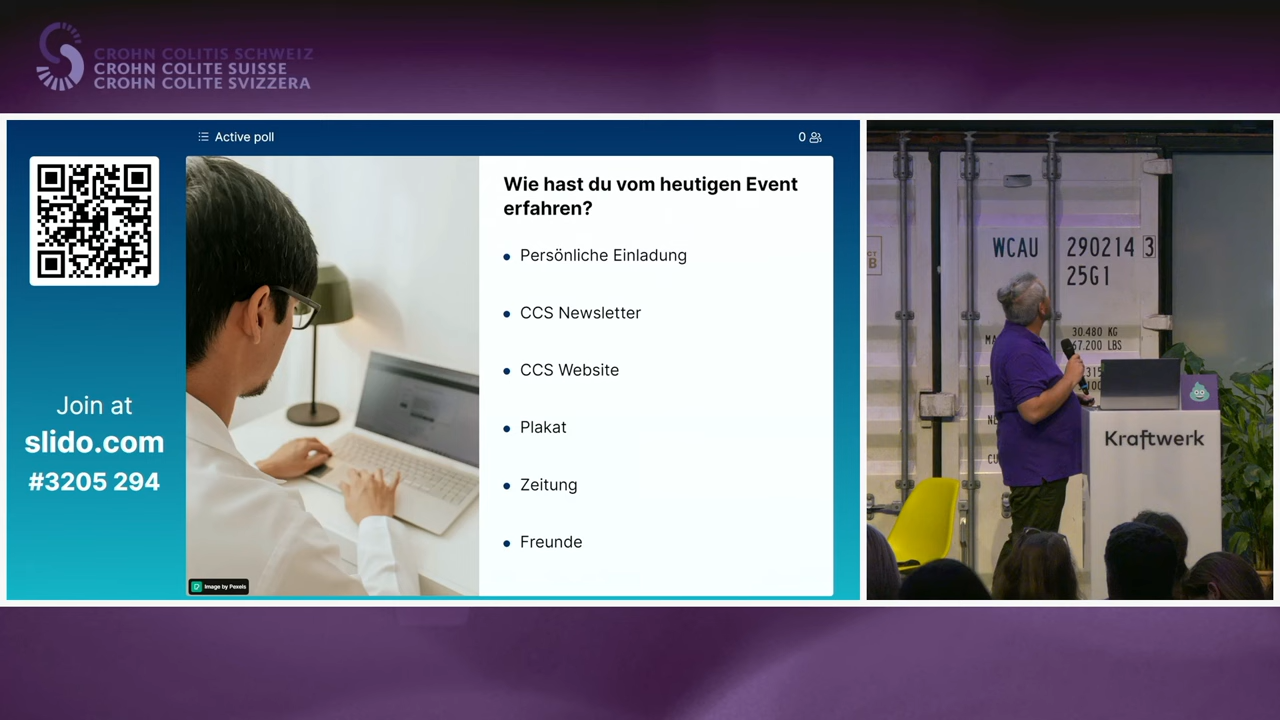 CROHN COLITIS SCHWEIZ
CROHN COLITE SUISSE
CROHN COLITE SVIZZERA
Active poll
0
Wie hast du vom heutigen Event
erfahren?
Persönliche Einladung
CCS Newsletter
CCS Website
Plakat
Zeitung
Freunde
Join at
slido.com
#3205 294
Image by Pexels
WCAU 290214 3
25G1
30.480 KG
67.200 LBS
Kraftwerk